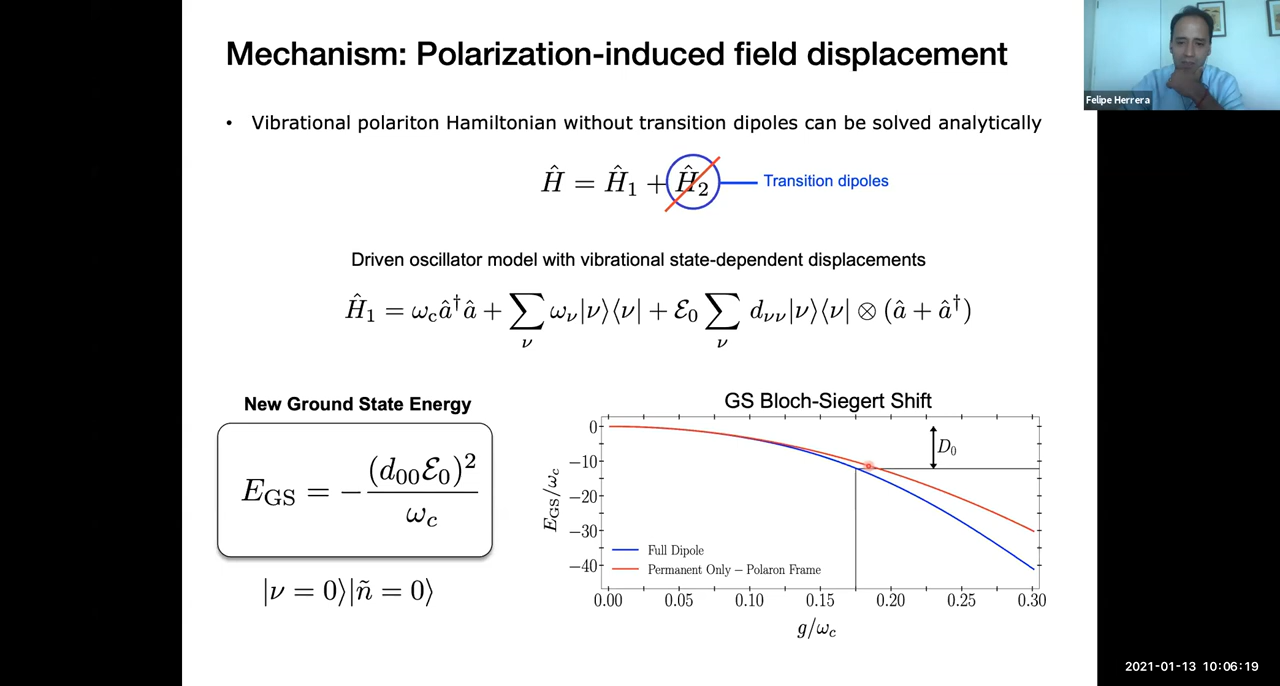 Mechanism: Polarization-induced field displacement
Felipe Herrera
• Vibrational polariton Hamiltonian without transition dipoles can be solved analytically
Ĥ = Ĥ₁ + Ĥ₂
Transition dipoles
Driven oscillator model with vibrational state-dependent displacements
Ĥ₁ = ω_c â†â + ∑_ν ω_ν|ν⟩⟨ν| + ℰ₀ ∑_ν d_νν|ν⟩⟨ν| ⊗ (â + â†)
New Ground State Energy
E_GS = − (d₀₀ℰ₀)² / ω_c
|ν = 0⟩|ñ = 0⟩
GS Bloch-Siegert Shift
E_GS/ω_c
0
−10
−20
−30
−40
D₀
Full Dipole
Permanent Only − Polaron Frame
0.00 0.05 0.10 0.15 0.20 0.25 0.30
g/ω_c
2021-01-13 10:06:19